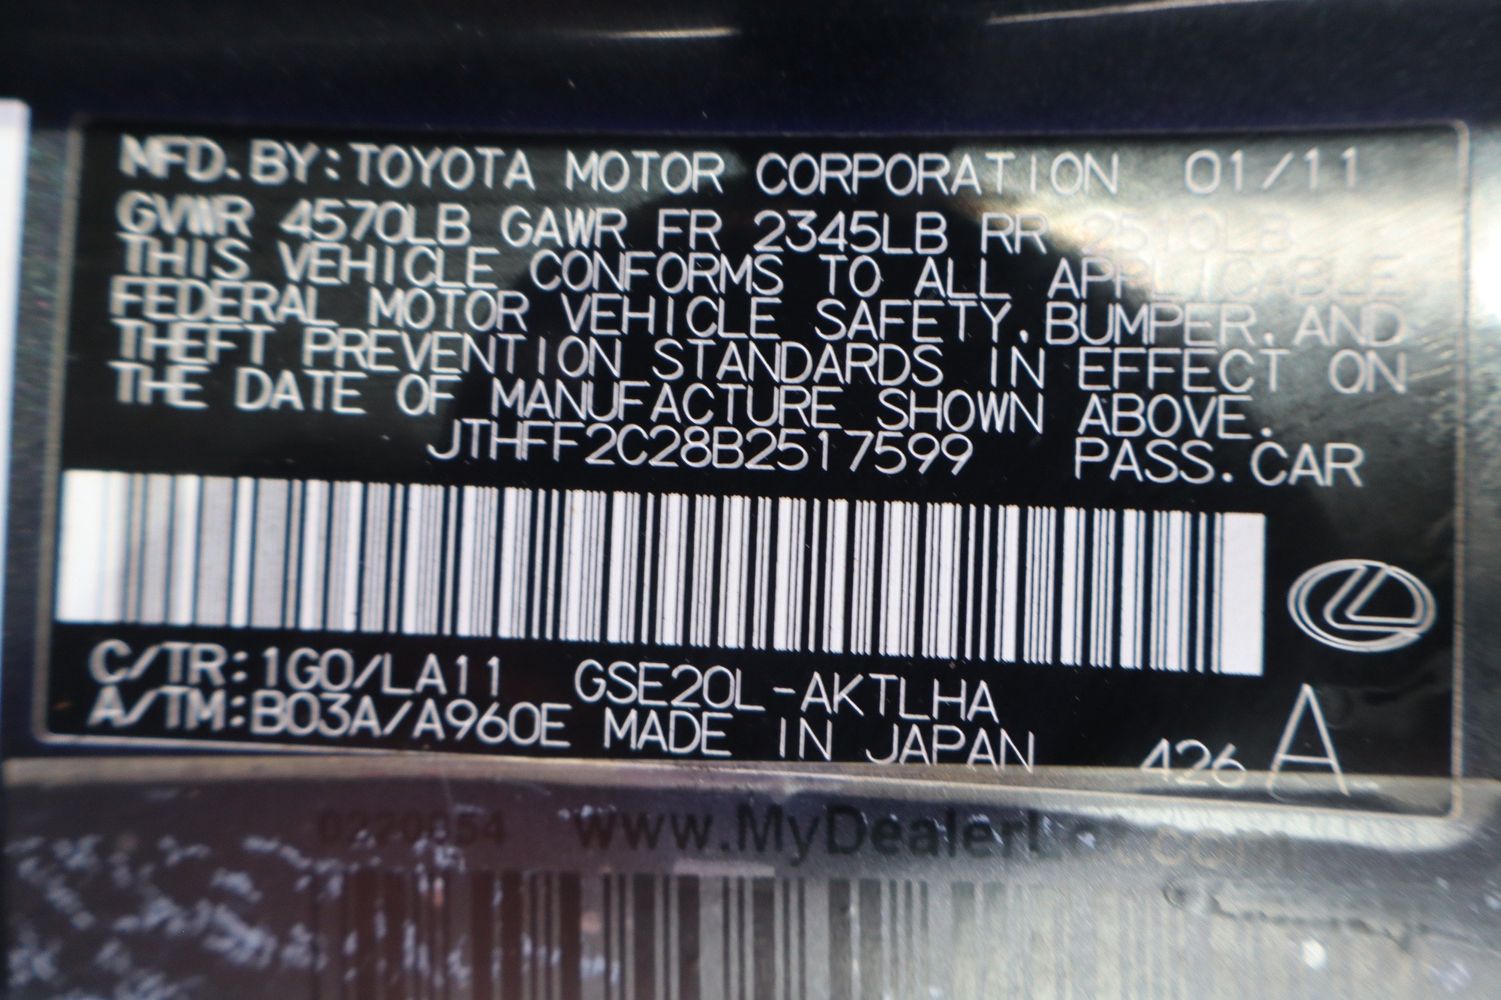 MFD. BY: TOYOTA MOTOR CORPORATION 01/11
GVWR 4570LB GAWR FR 2345LB RR 2510LB
THIS VEHICLE CONFORMS TO ALL APPLICABLE
FEDERAL MOTOR VEHICLE SAFETY, BUMPER, AND
THEFT PREVENTION STANDARDS IN EFFECT ON
THE DATE OF MANUFACTURE SHOWN ABOVE.
JTHFF2C28B2517599 PASS. CAR
C/TR: 1G0/LA11 GSE20L-AKTLHA
A/TM: B03A/A960E MADE IN JAPAN 426 A